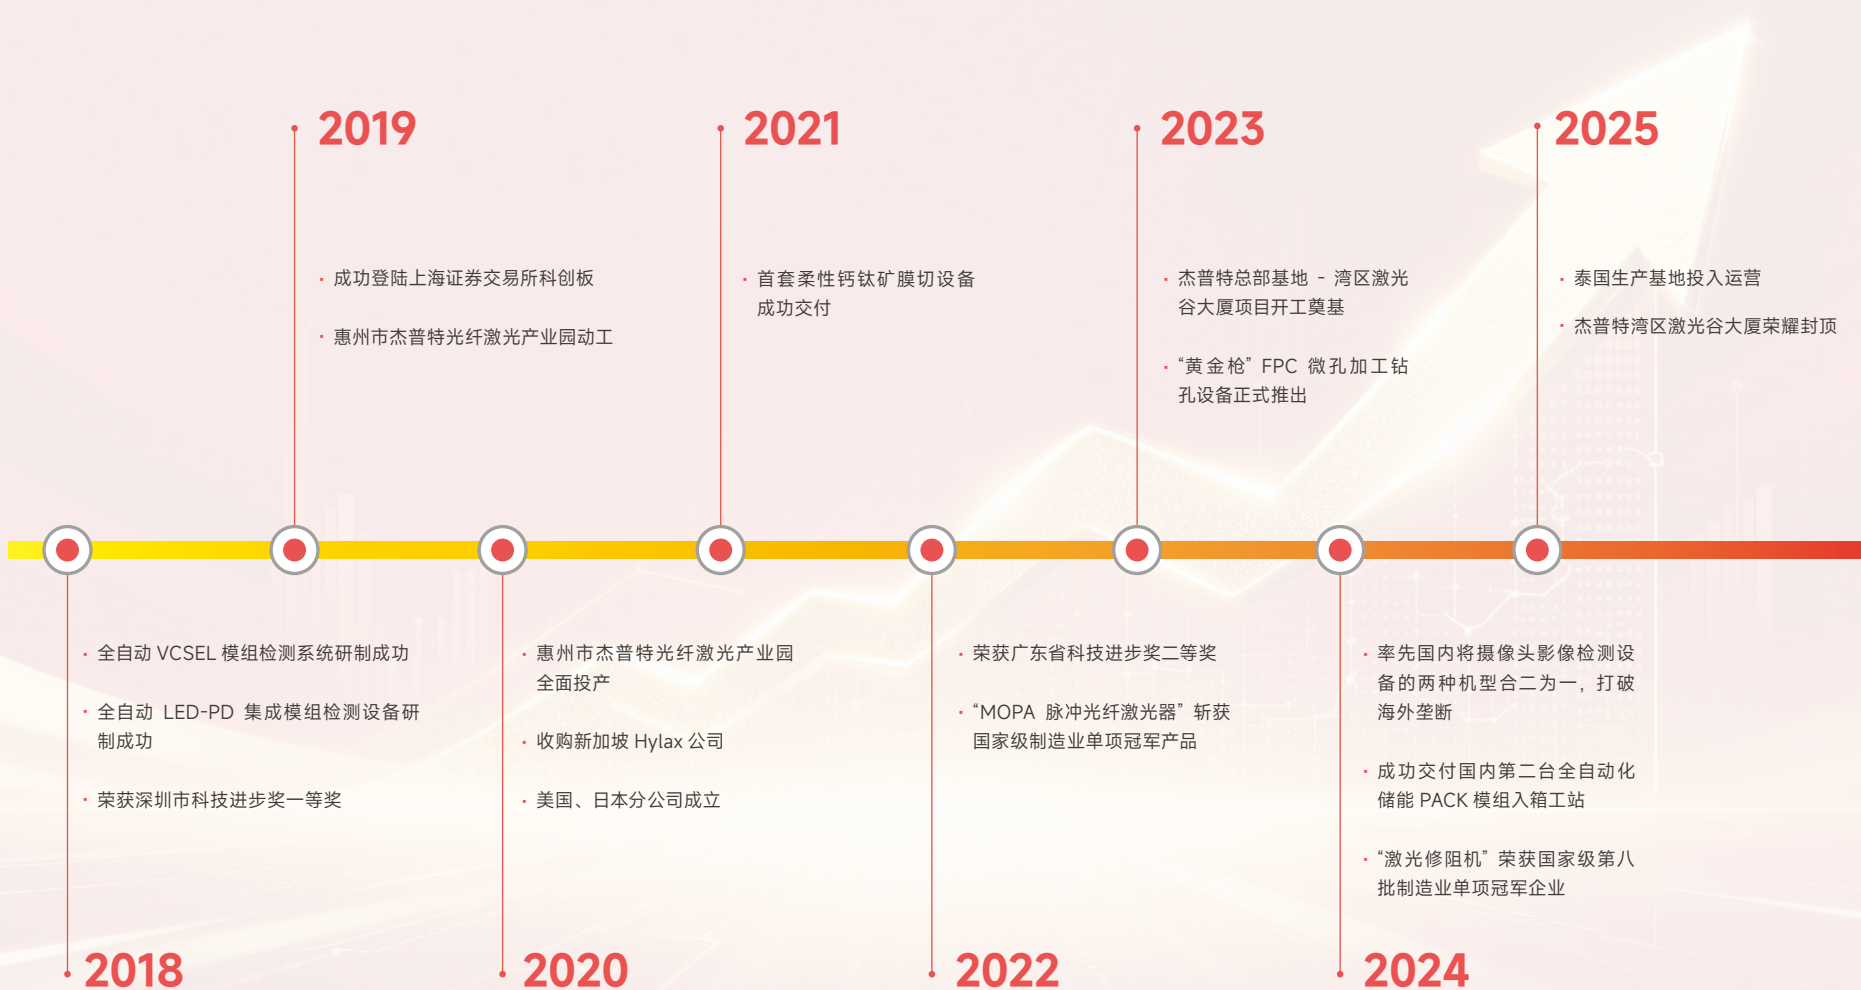 2019
· 成功登陆上海证券交易所科创板
· 惠州市杰普特光纤激光产业园动工
2021
· 首套柔性钙钛矿膜切设备
成功交付
2023
· 杰普特总部基地 - 湾区激光
谷大厦项目开工奠基
· “黄金枪” FPC 微孔加工钻
孔设备正式推出
2025
· 泰国生产基地投入运营
· 杰普特湾区激光谷大厦荣耀封顶
· 全自动 VCSEL 模组检测系统研制成功
· 全自动 LED-PD 集成模组检测设备研
制成功
· 荣获深圳市科技进步奖一等奖
2018
· 惠州市杰普特光纤激光产业园
全面投产
· 收购新加坡 Hylax 公司
· 美国、日本分公司成立
2020
· 荣获广东省科技进步奖二等奖
· “MOPA 脉冲光纤激光器” 斩获
国家级制造业单项冠军产品
2022
· 率先国内将摄像头影像检测设
备的两种机型合二为一，打破
海外垄断
· 成功交付国内第二台全自动化
储能 PACK 模组入箱工站
· “激光修阻机” 荣获国家级第八
批制造业单项冠军企业
2024